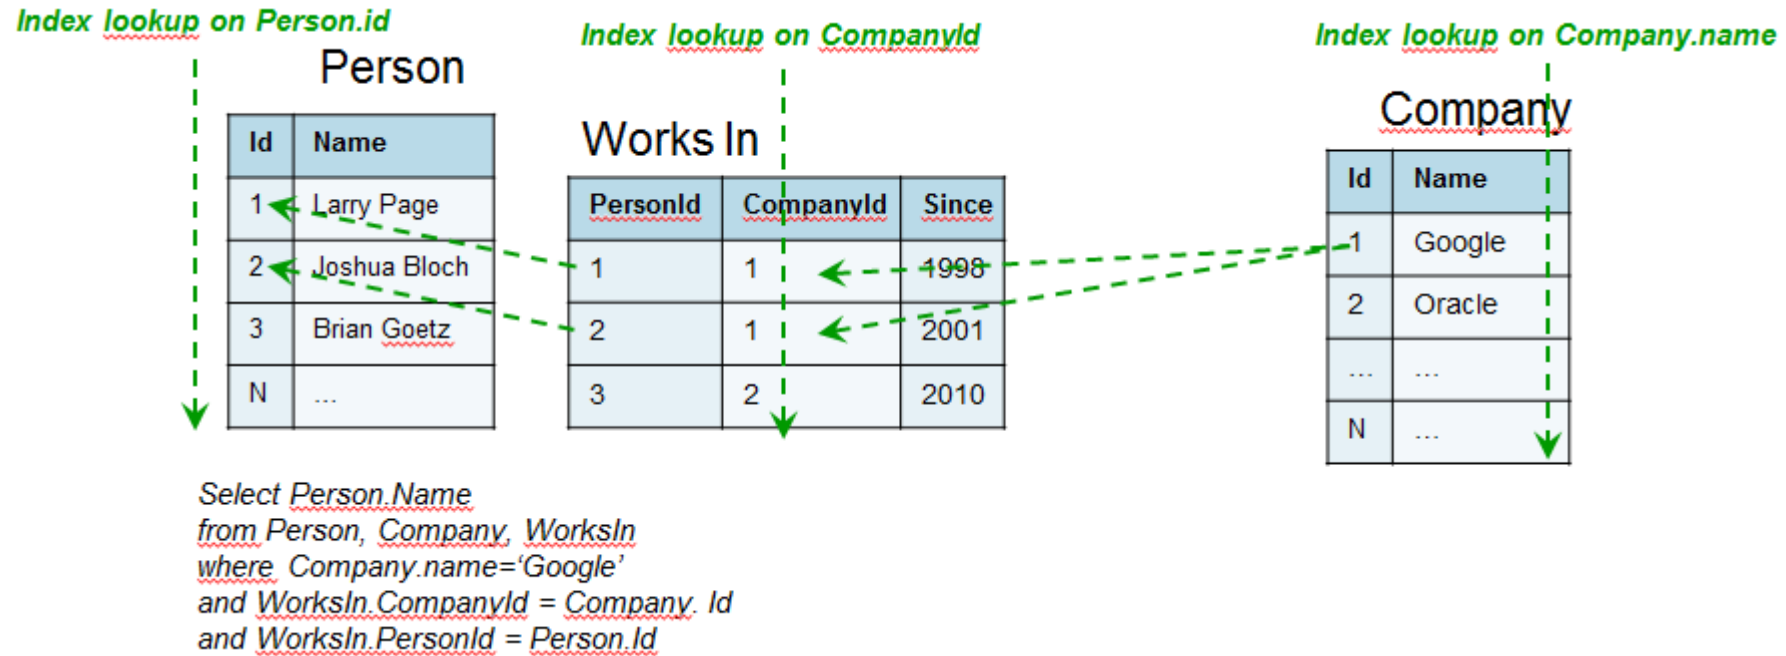 Index lookup on Person.id
Index lookup on CompanyId
Index lookup on Company.name
Person
Id Name
1 Larry Page
2 Joshua Bloch
3 Brian Goetz
N ...
Works In
PersonId CompanyId Since
1 1 1998
2 1 2001
3 2 2010
Company
Id Name
1 Google
2 Oracle
... ...
N ...
Select Person.Name
from Person, Company, WorksIn
where Company.name=‘Google’
and WorksIn.CompanyId = Company. Id
and WorksIn.PersonId = Person.Id